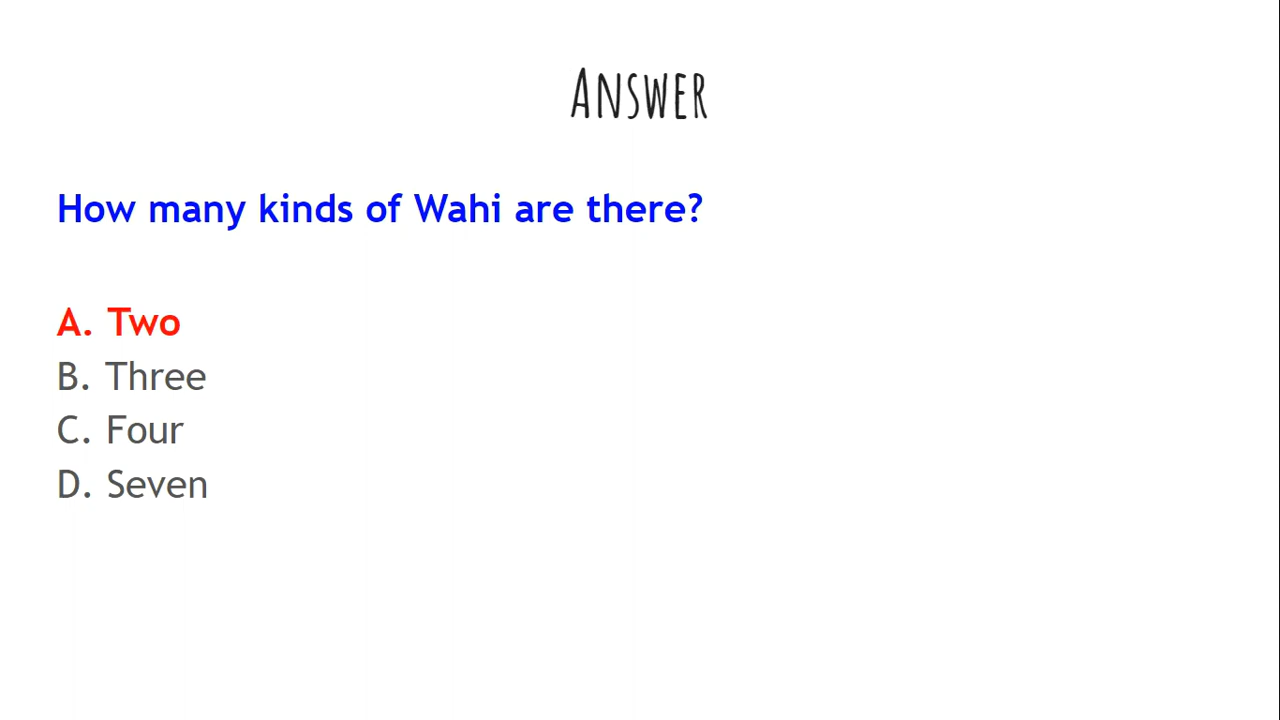 Answer
How many kinds of Wahi are there?
A. Two
B. Three
C. Four
D. Seven